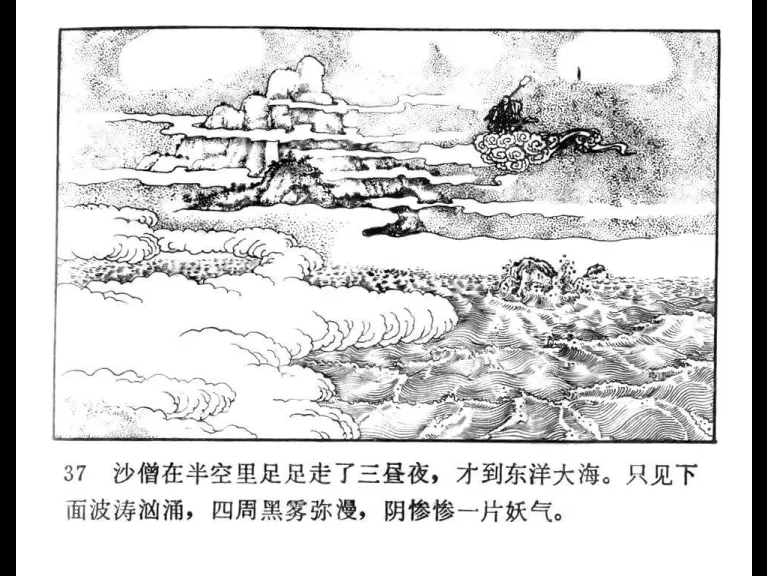 37 沙僧在半空里足足走了三昼夜，才到东洋大海。只见下
面波涛汹涌，四周黑雾弥漫，阴惨惨一片妖气。